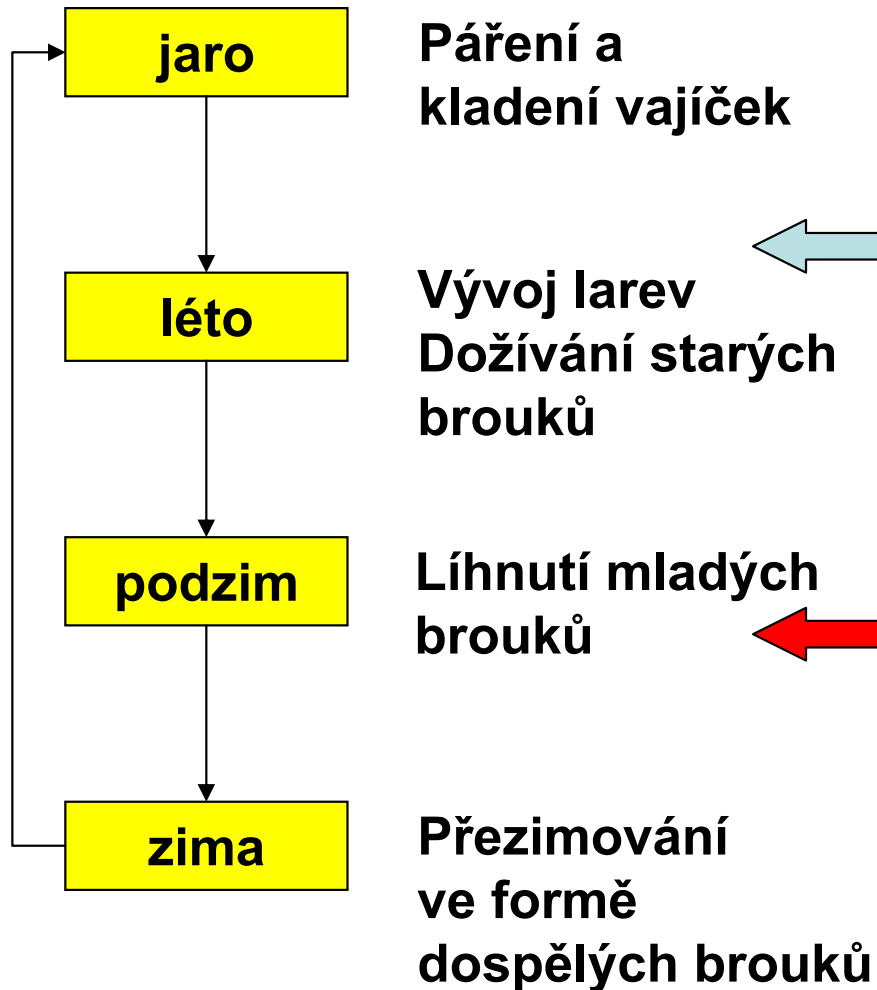 jaro
Páření a
kladení vajíček
léto
Vývoj larev
Dožívání starých
brouků
podzim
Líhnutí mladých
brouků
zima
Přezimování
ve formě
dospělých brouků